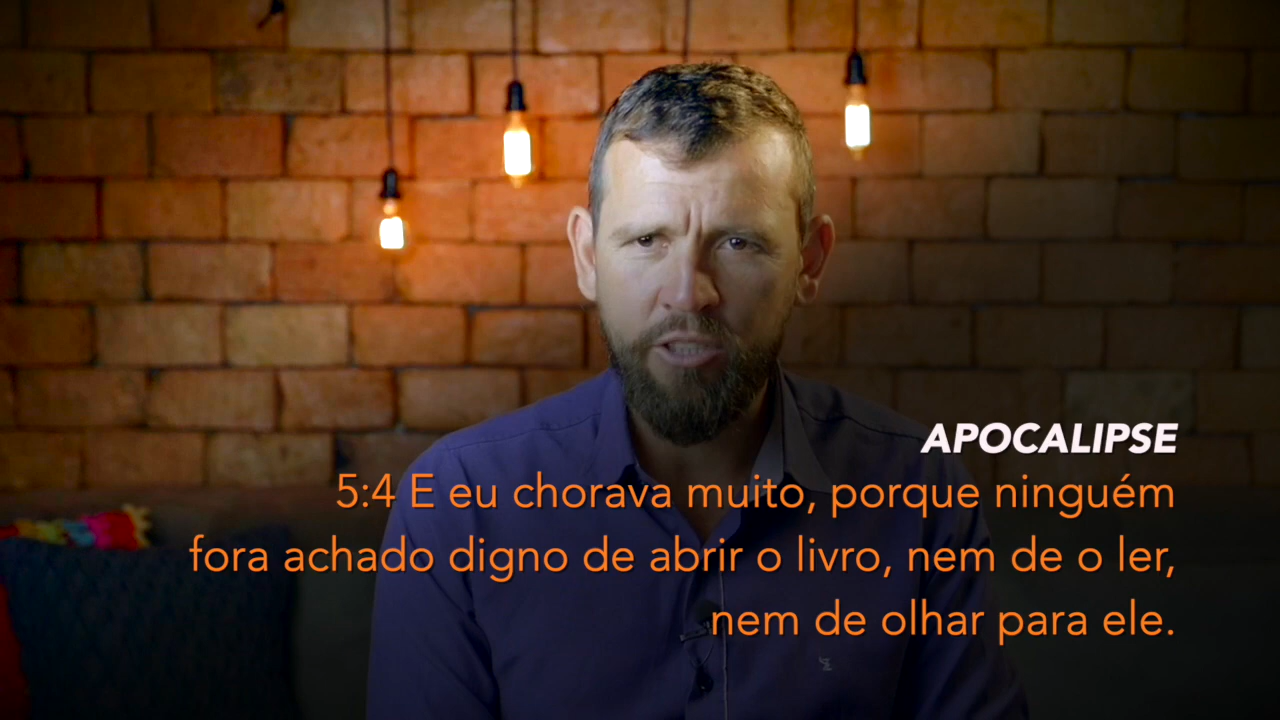 APOCALIPSE
5:4 E eu chorava muito, porque ninguém
fora achado digno de abrir o livro, nem de o ler,
nem de olhar para ele.